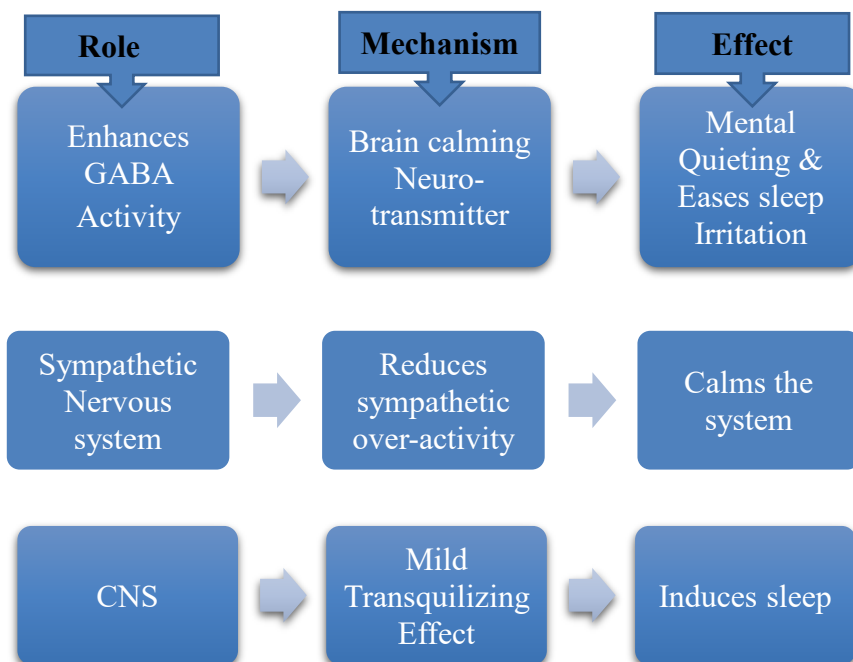 Role
Mechanism
Effect
Enhances
GABA
Activity
Brain calming
Neuro-
transmitter
Mental
Quieting &
Eases sleep
Irritation
Sympathetic
Nervous
system
Reduces
sympathetic
over-activity
Calms the
system
CNS
Mild
Transquilizing
Effect
Induces sleep